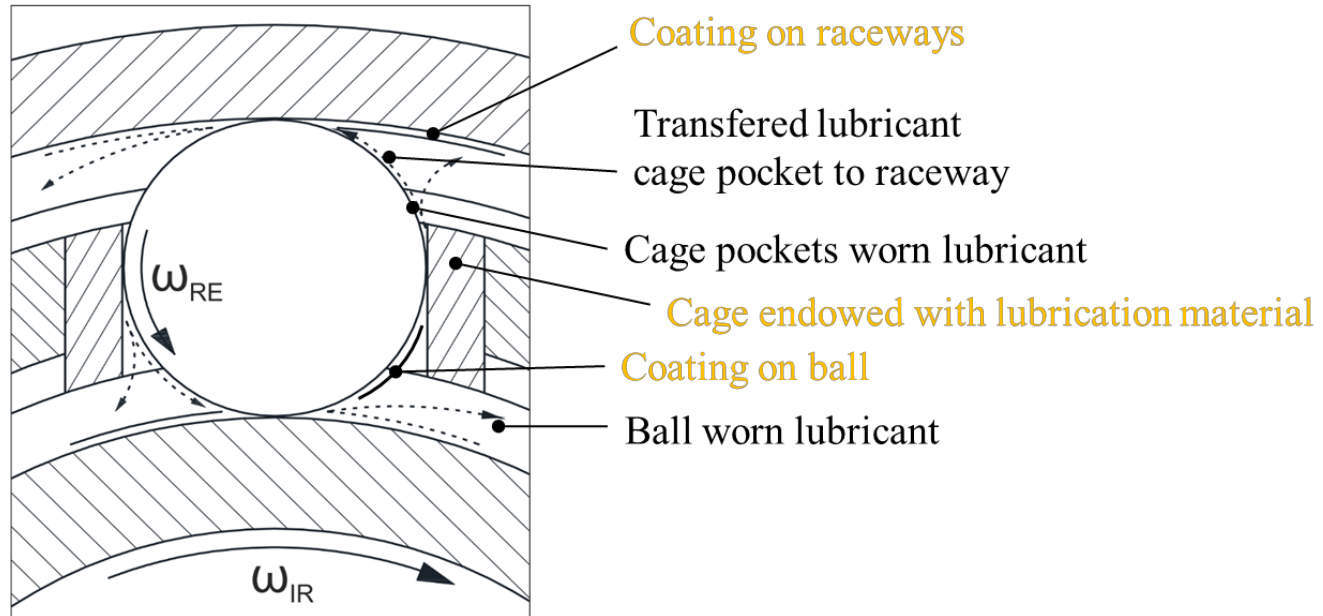 Coating on raceways
Transfered lubricant
cage pocket to raceway
Cage pockets worn lubricant
ωRE
Cage endowed with lubrication material
Coating on ball
Ball worn lubricant
ωIR